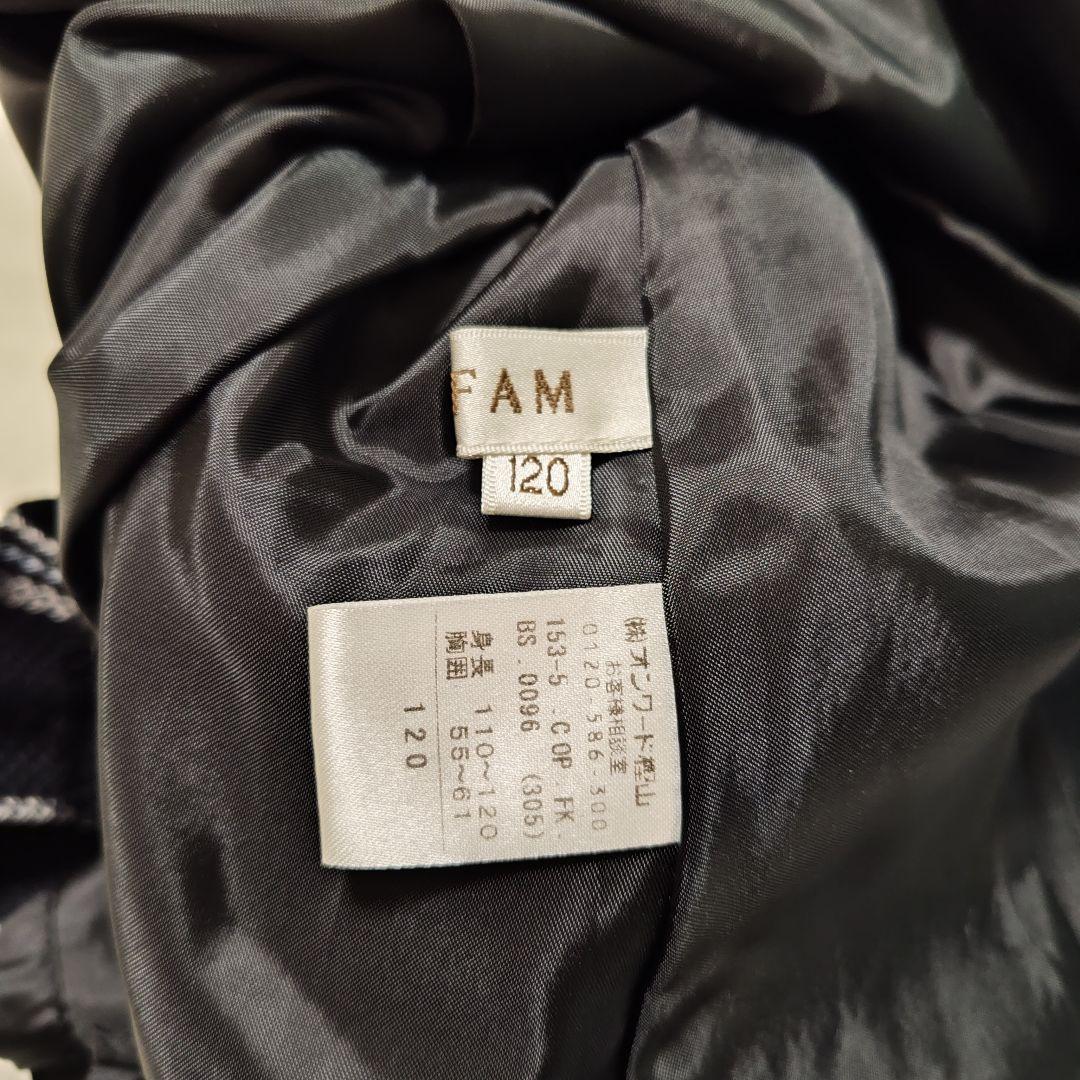 FAM
120
㈱オンワード樫山
お客様相談室
0120-586-300
153-5 .COP .FK.
BS .0096 (305)
身長 110~120
胸囲 55~61
120